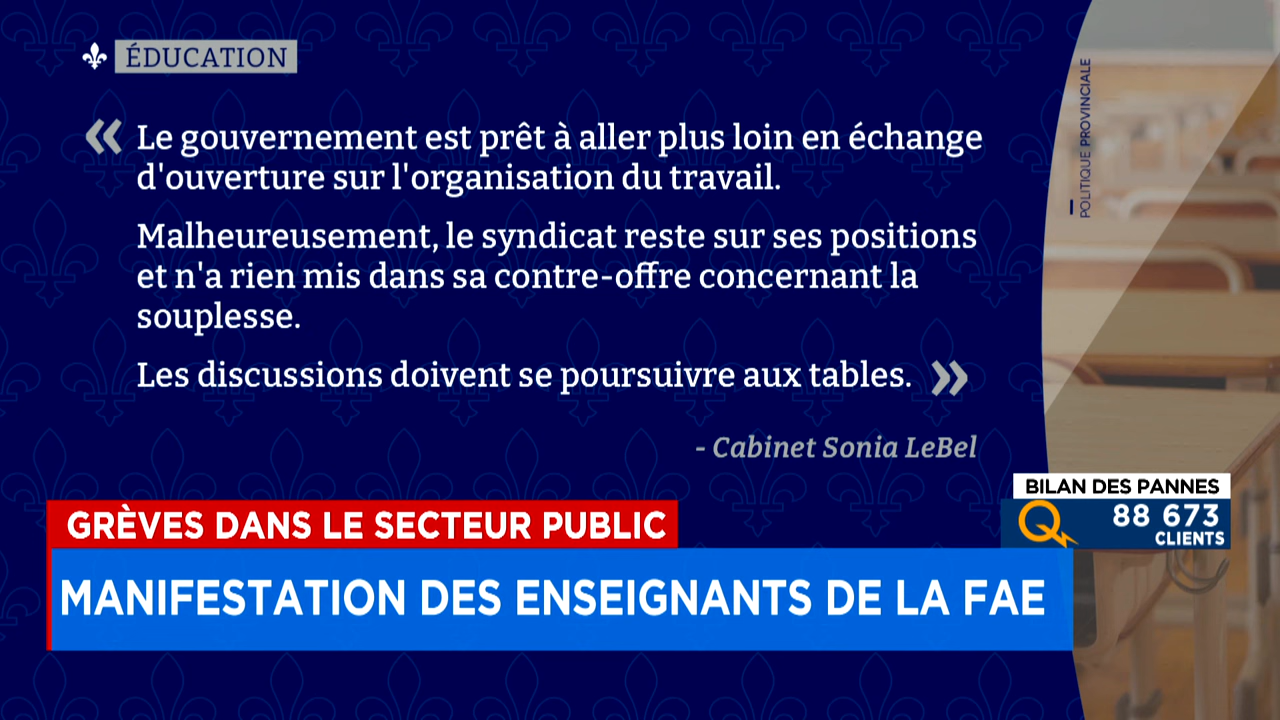 ÉDUCATION
« Le gouvernement est prêt à aller plus loin en échange
d'ouverture sur l'organisation du travail.
Malheureusement, le syndicat reste sur ses positions
et n'a rien mis dans sa contre-offre concernant la
souplesse.
Les discussions doivent se poursuivre aux tables. »
- Cabinet Sonia LeBel
POLITIQUE PROVINCIALE
BILAN DES PANNES
88 673
CLIENTS
GRÈVES DANS LE SECTEUR PUBLIC
MANIFESTATION DES ENSEIGNANTS DE LA FAE